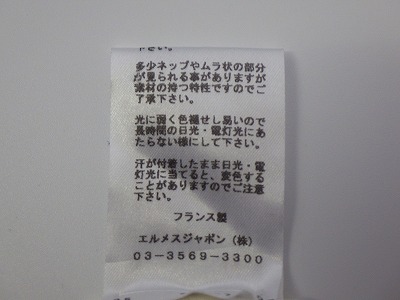 下さい。
多少ネップやムラ状の部分
が見られる事がありますが
素材の持つ特性ですのでご
了承下さい。
光に弱く色褪せし易いので
長時間の日光・電灯光にあ
たらない様にして下さい。
汗が付着したまま日光・電
灯光に当てると、変色する
ことがありますのでご注意
下さい。
フランス製
エルメスジャポン(株)
03-3569-3300